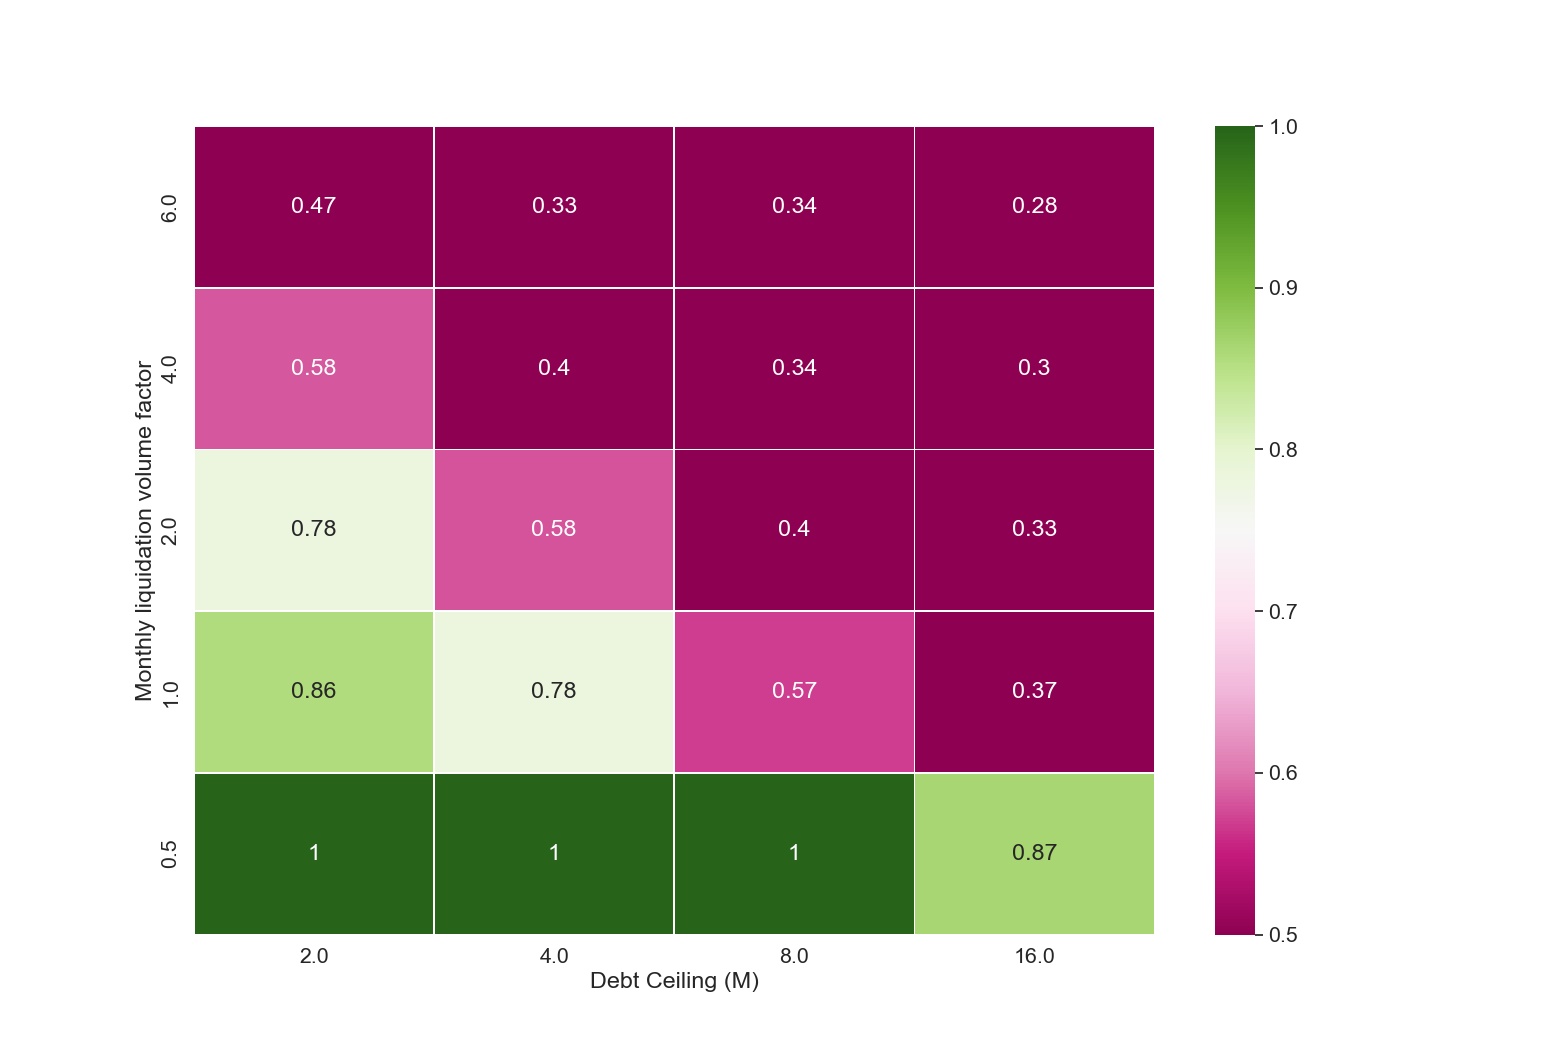 1.0
6.0 0.47 0.33 0.34 0.28
0.9
4.0 0.58 0.4 0.34 0.3
0.8
Monthly liquidation volume factor
2.0 0.78 0.58 0.4 0.33
0.7
1.0 0.86 0.78 0.57 0.37
0.6
0.5 1 1 1 0.87
0.5
2.0 4.0 8.0 16.0
Debt Ceiling (M)